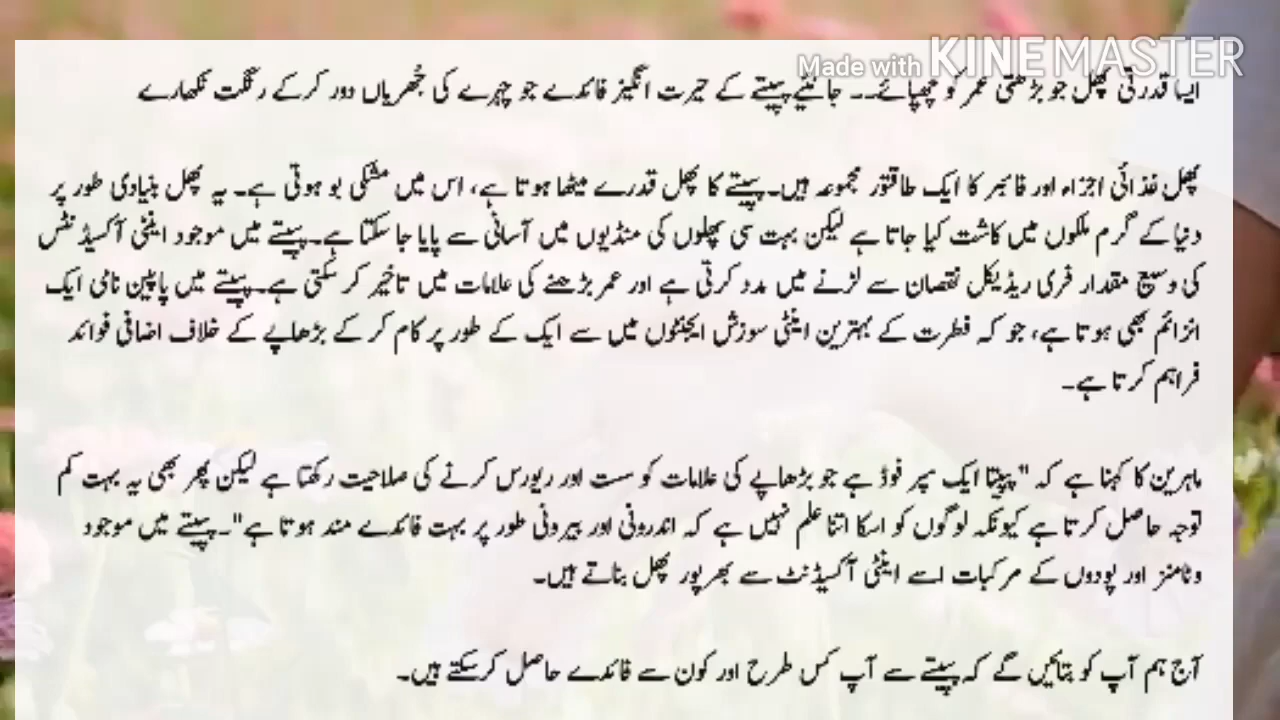 Made with KINEMASTER
ایسا قدرتی پھل جو بڑھتی عمر کو چھپائے۔۔ جانئیے پپیتے کے حیرت انگیز فائدے جو چہرے کی جُھریاں دور کر کے رنگت نکھارے
پھل غذائی اجزاء اور فائبر کا ایک طاقتور مجموعہ ہیں۔ پپیتے کا پھل قدرے میٹھا ہوتا ہے، اس میں مشکی بو ہوتی ہے۔ یہ پھل بنیادی طور پر
دنیا کے گرم ملکوں میں کاشت کیا جاتا ہے لیکن بہت سی پھلوں کی منڈیوں میں آسانی سے پایا جا سکتا ہے۔ پپیتے میں موجود اینٹی آکسیڈنٹس
کی وسیع مقدار فری ریڈیکل نقصان سے لڑنے میں مدد کرتی ہے اور عمر بڑھنے کی علامات میں تاخیر کر سکتی ہے۔ پپیتے میں پاپین نامی ایک
انزائم بھی ہوتا ہے، جو کہ فطرت کے بہترین اینٹی سوزش ایجنٹوں میں سے ایک کے طور پر کام کر کے بڑھاپے کے خلاف اضافی فوائد
فراہم کرتا ہے۔
ماہرین کا کہنا ہے کہ "پپیتا ایک سپر فوڈ ہے جو بڑھاپے کی علامات کو سست اور ریورس کرنے کی صلاحیت رکھتا ہے لیکن پھر بھی یہ بہت کم
توجہ حاصل کرتا ہے کیونکہ لوگوں کو اسکا اتنا علم نہیں ہے کہ اندرونی اور بیرونی طور پر بہت فائدے مند ہوتا ہے"۔ پپیتے میں موجود
وٹامنز اور پودوں کے مرکبات اسے اینٹی آکسیڈنٹ سے بھرپور پھل بناتے ہیں۔
آج ہم آپ کو بتائیں گے کہ پپیتے سے آپ کس طرح اور کون سے فائدے حاصل کرسکتے ہیں۔